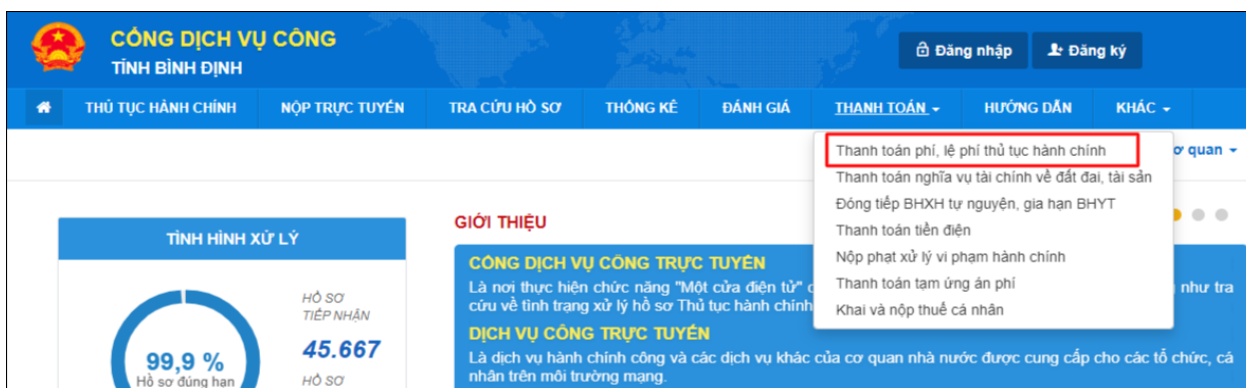 CỔNG DỊCH VỤ CÔNG
TỈNH BÌNH ĐỊNH
Đăng nhập
Đăng ký
THỦ TỤC HÀNH CHÍNH NỘP TRỰC TUYẾN TRA CỨU HỒ SƠ THỐNG KÊ ĐÁNH GIÁ THANH TOÁN HƯỚNG DẪN KHÁC
Thanh toán phí, lệ phí thủ tục hành chính
Thanh toán nghĩa vụ tài chính về đất đai, tài sản
Đóng tiếp BHXH tự nguyện, gia hạn BHYT
Thanh toán tiền điện
Nộp phạt xử lý vi phạm hành chính
Thanh toán tạm ứng án phí
Khai và nộp thuế cá nhân
quan
TÌNH HÌNH XỬ LÝ
99,9 %
Hồ sơ đúng hạn
HỒ SƠ
TIẾP NHẬN
45.667
HỒ SƠ
GIỚI THIỆU
CỔNG DỊCH VỤ CÔNG TRỰC TUYẾN
Là nơi thực hiện chức năng "Một cửa điện tử" như tra
cứu về tình trạng xử lý hồ sơ Thủ tục hành chính
DỊCH VỤ CÔNG TRỰC TUYẾN
Là dịch vụ hành chính công và các dịch vụ khác của cơ quan nhà nước được cung cấp cho các tổ chức, cá
nhân trên môi trường mạng.